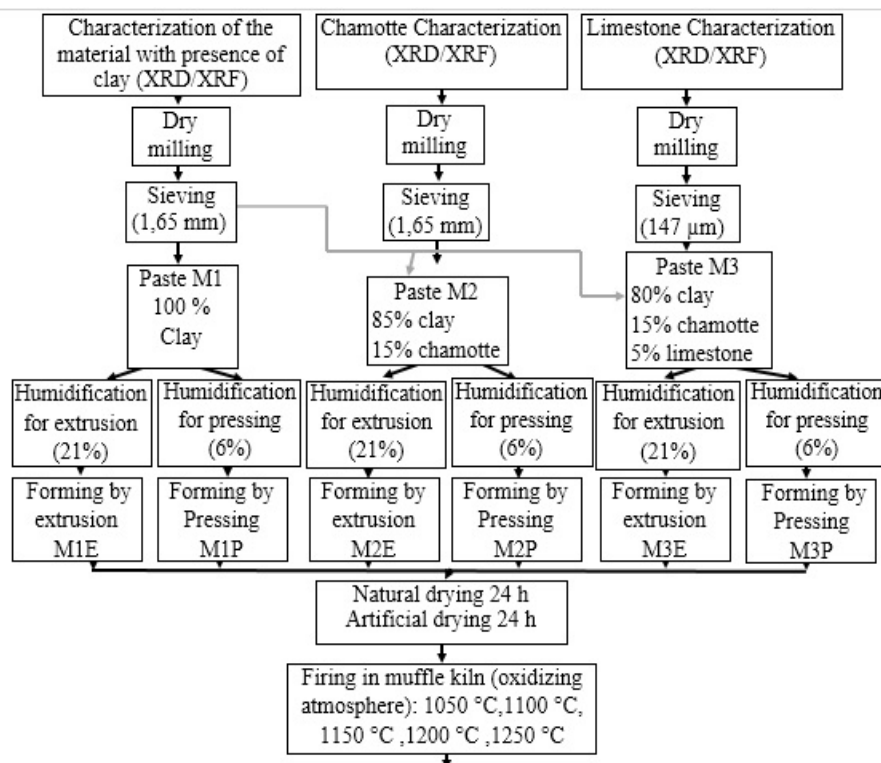 Characterization of the
material with presence of
clay (XRD/XRF)
Chamotte Characterization
(XRD/XRF)
Limestone Characterization
(XRD/XRF)
Dry
milling
Dry
milling
Dry
milling
Sieving
(1,65 mm)
Sieving
(1,65 mm)
Sieving
(147 µm)
Paste M1
100 %
Clay
Paste M2
85% clay
15% chamotte
Paste M3
80% clay
15% chamotte
5% limestone
Humidification
for extrusion
(21%)
Humidification
for pressing
(6%)
Humidification
for extrusion
(21%)
Humidification
for pressing
(6%)
Humidification
for extrusion
(21%)
Humidification
for pressing
(6%)
Forming by
extrusion
M1E
Forming by
Pressing
M1P
Forming by
extrusion
M2E
Forming by
Pressing
M2P
Forming by
extrusion
M3E
Forming by
Pressing
M3P
Natural drying 24 h
Artificial drying 24 h
Firing in muffle kiln (oxidizing
atmosphere): 1050 °C,1100 °C,
1150 °C ,1200 °C ,1250 °C